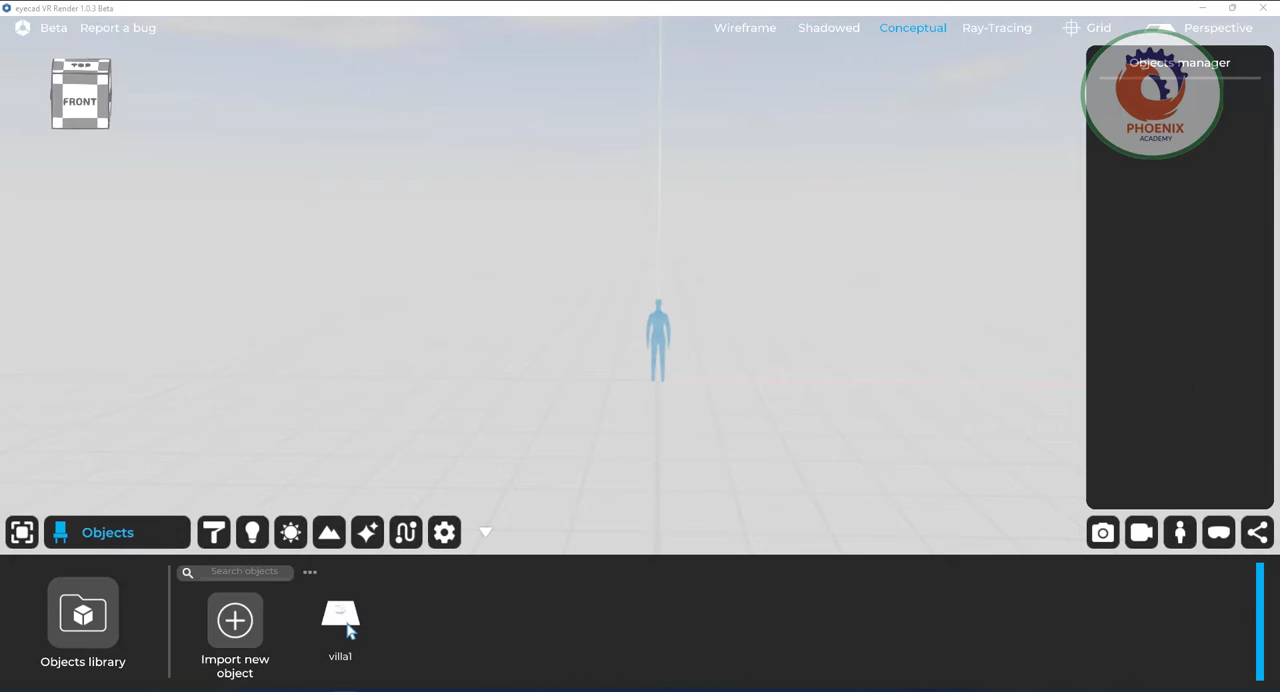 eyecad VR Render 1.0.3 Beta
Beta Report a bug
Wireframe Shadowed Conceptual Ray-Tracing Grid Perspective
TOP
FRONT
Objects manager
PHOENIX
ACADEMY
Objects
Search objects
Objects library
Import new
object
villa1